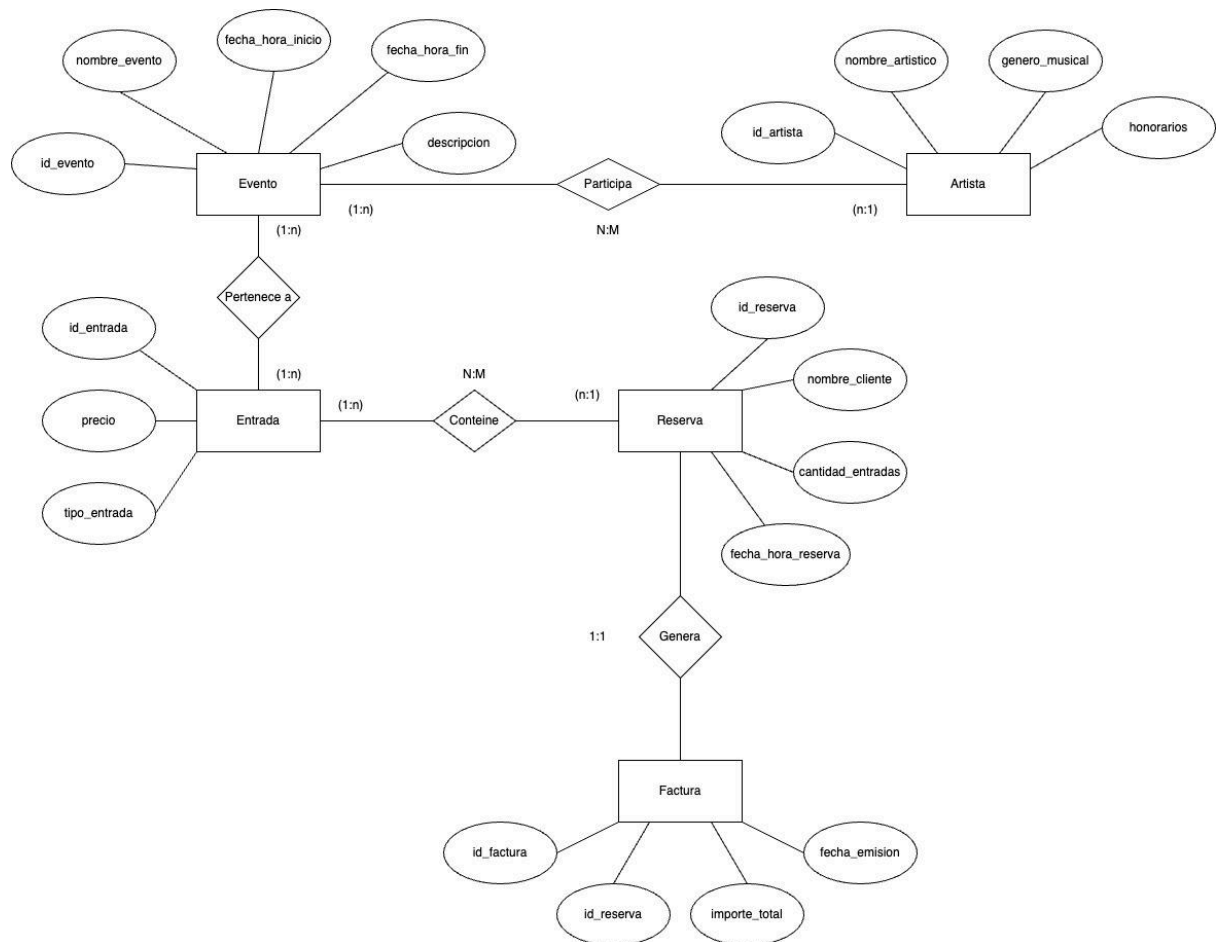 fecha_hora_inicio
fecha_hora_fin
nombre_evento
nombre_artistico
genero_musical
id_artista
honorarios
descripcion
id_evento
Evento
Participa
Artista
(1:n)
(n:1)
(1:n)
N:M
Pertenece a
id_reserva
id_entrada
N:M
(1:n)
nombre_cliente
(1:n)
(n:1)
precio
Entrada
Conteine
Reserva
cantidad_entradas
tipo_entrada
fecha_hora_reserva
1:1
Genera
Factura
id_factura
fecha_emision
id_reserva
importe_total